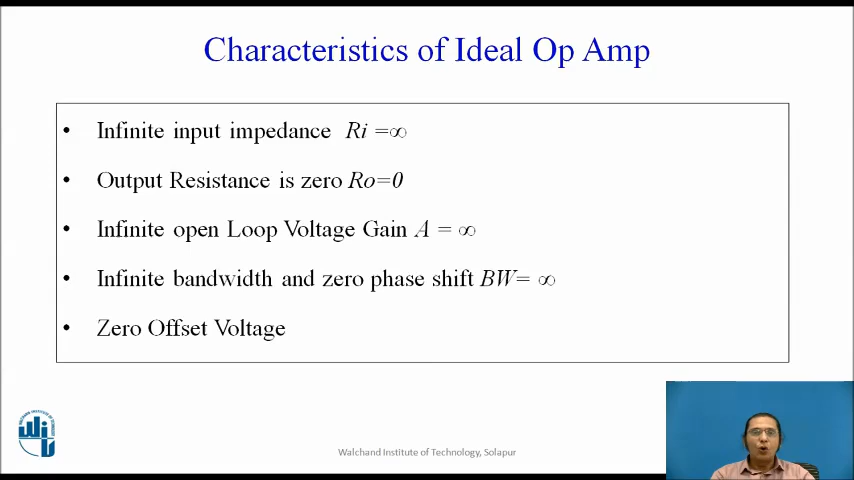 Characteristics of Ideal Op Amp
• Infinite input impedance Ri =∞
• Output Resistance is zero Ro=0
• Infinite open Loop Voltage Gain A = ∞
• Infinite bandwidth and zero phase shift BW= ∞
• Zero Offset Voltage
Walchand Institute of Technology, Solapur